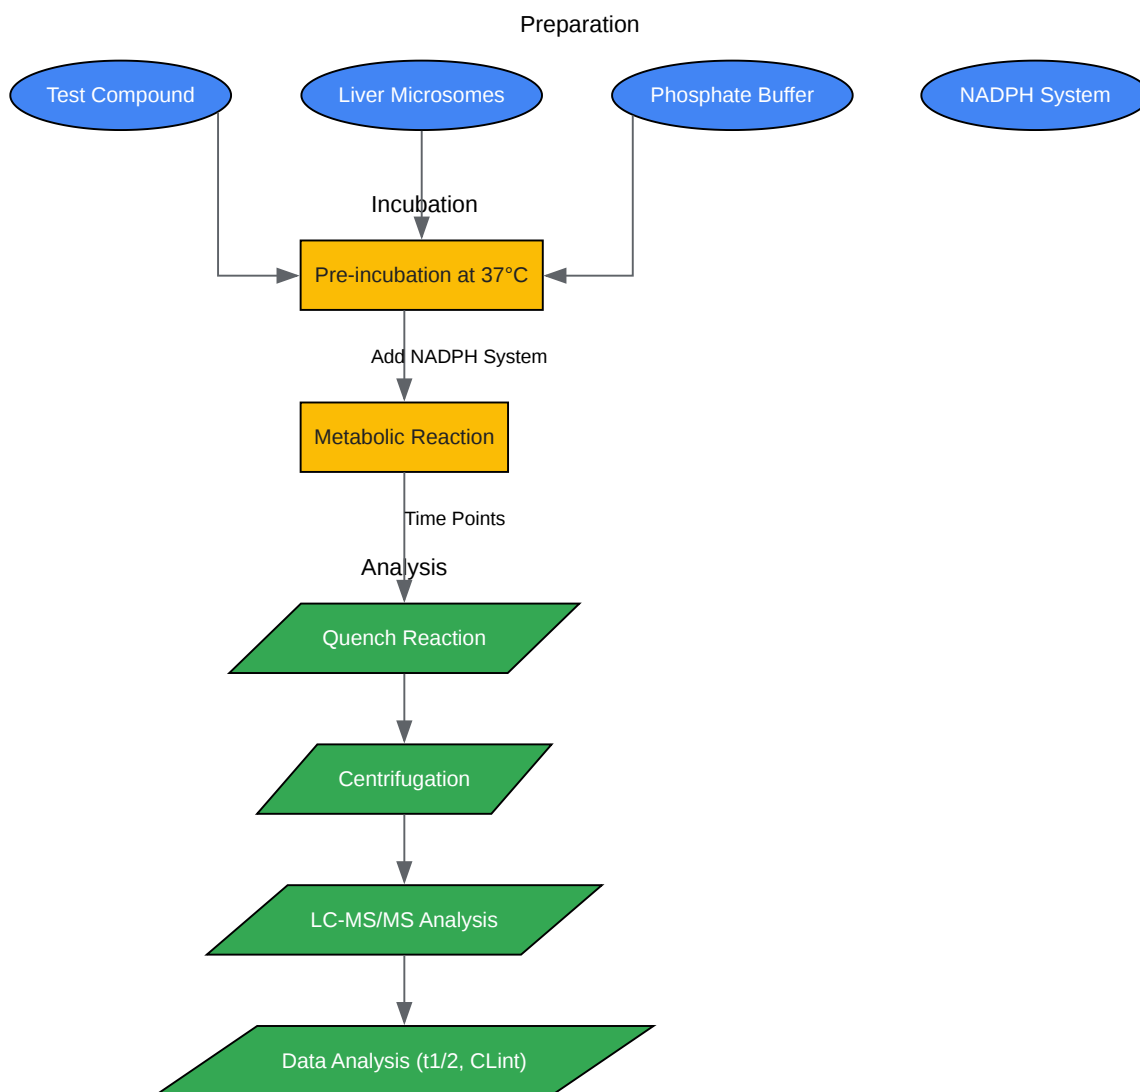 Preparation
Test Compound
Liver Microsomes
Phosphate Buffer
NADPH System
Incubation
Pre-incubation at 37°C
Add NADPH System
Metabolic Reaction
Time Points
Analysis
Quench Reaction
Centrifugation
LC-MS/MS Analysis
Data Analysis (t1/2, CLint)